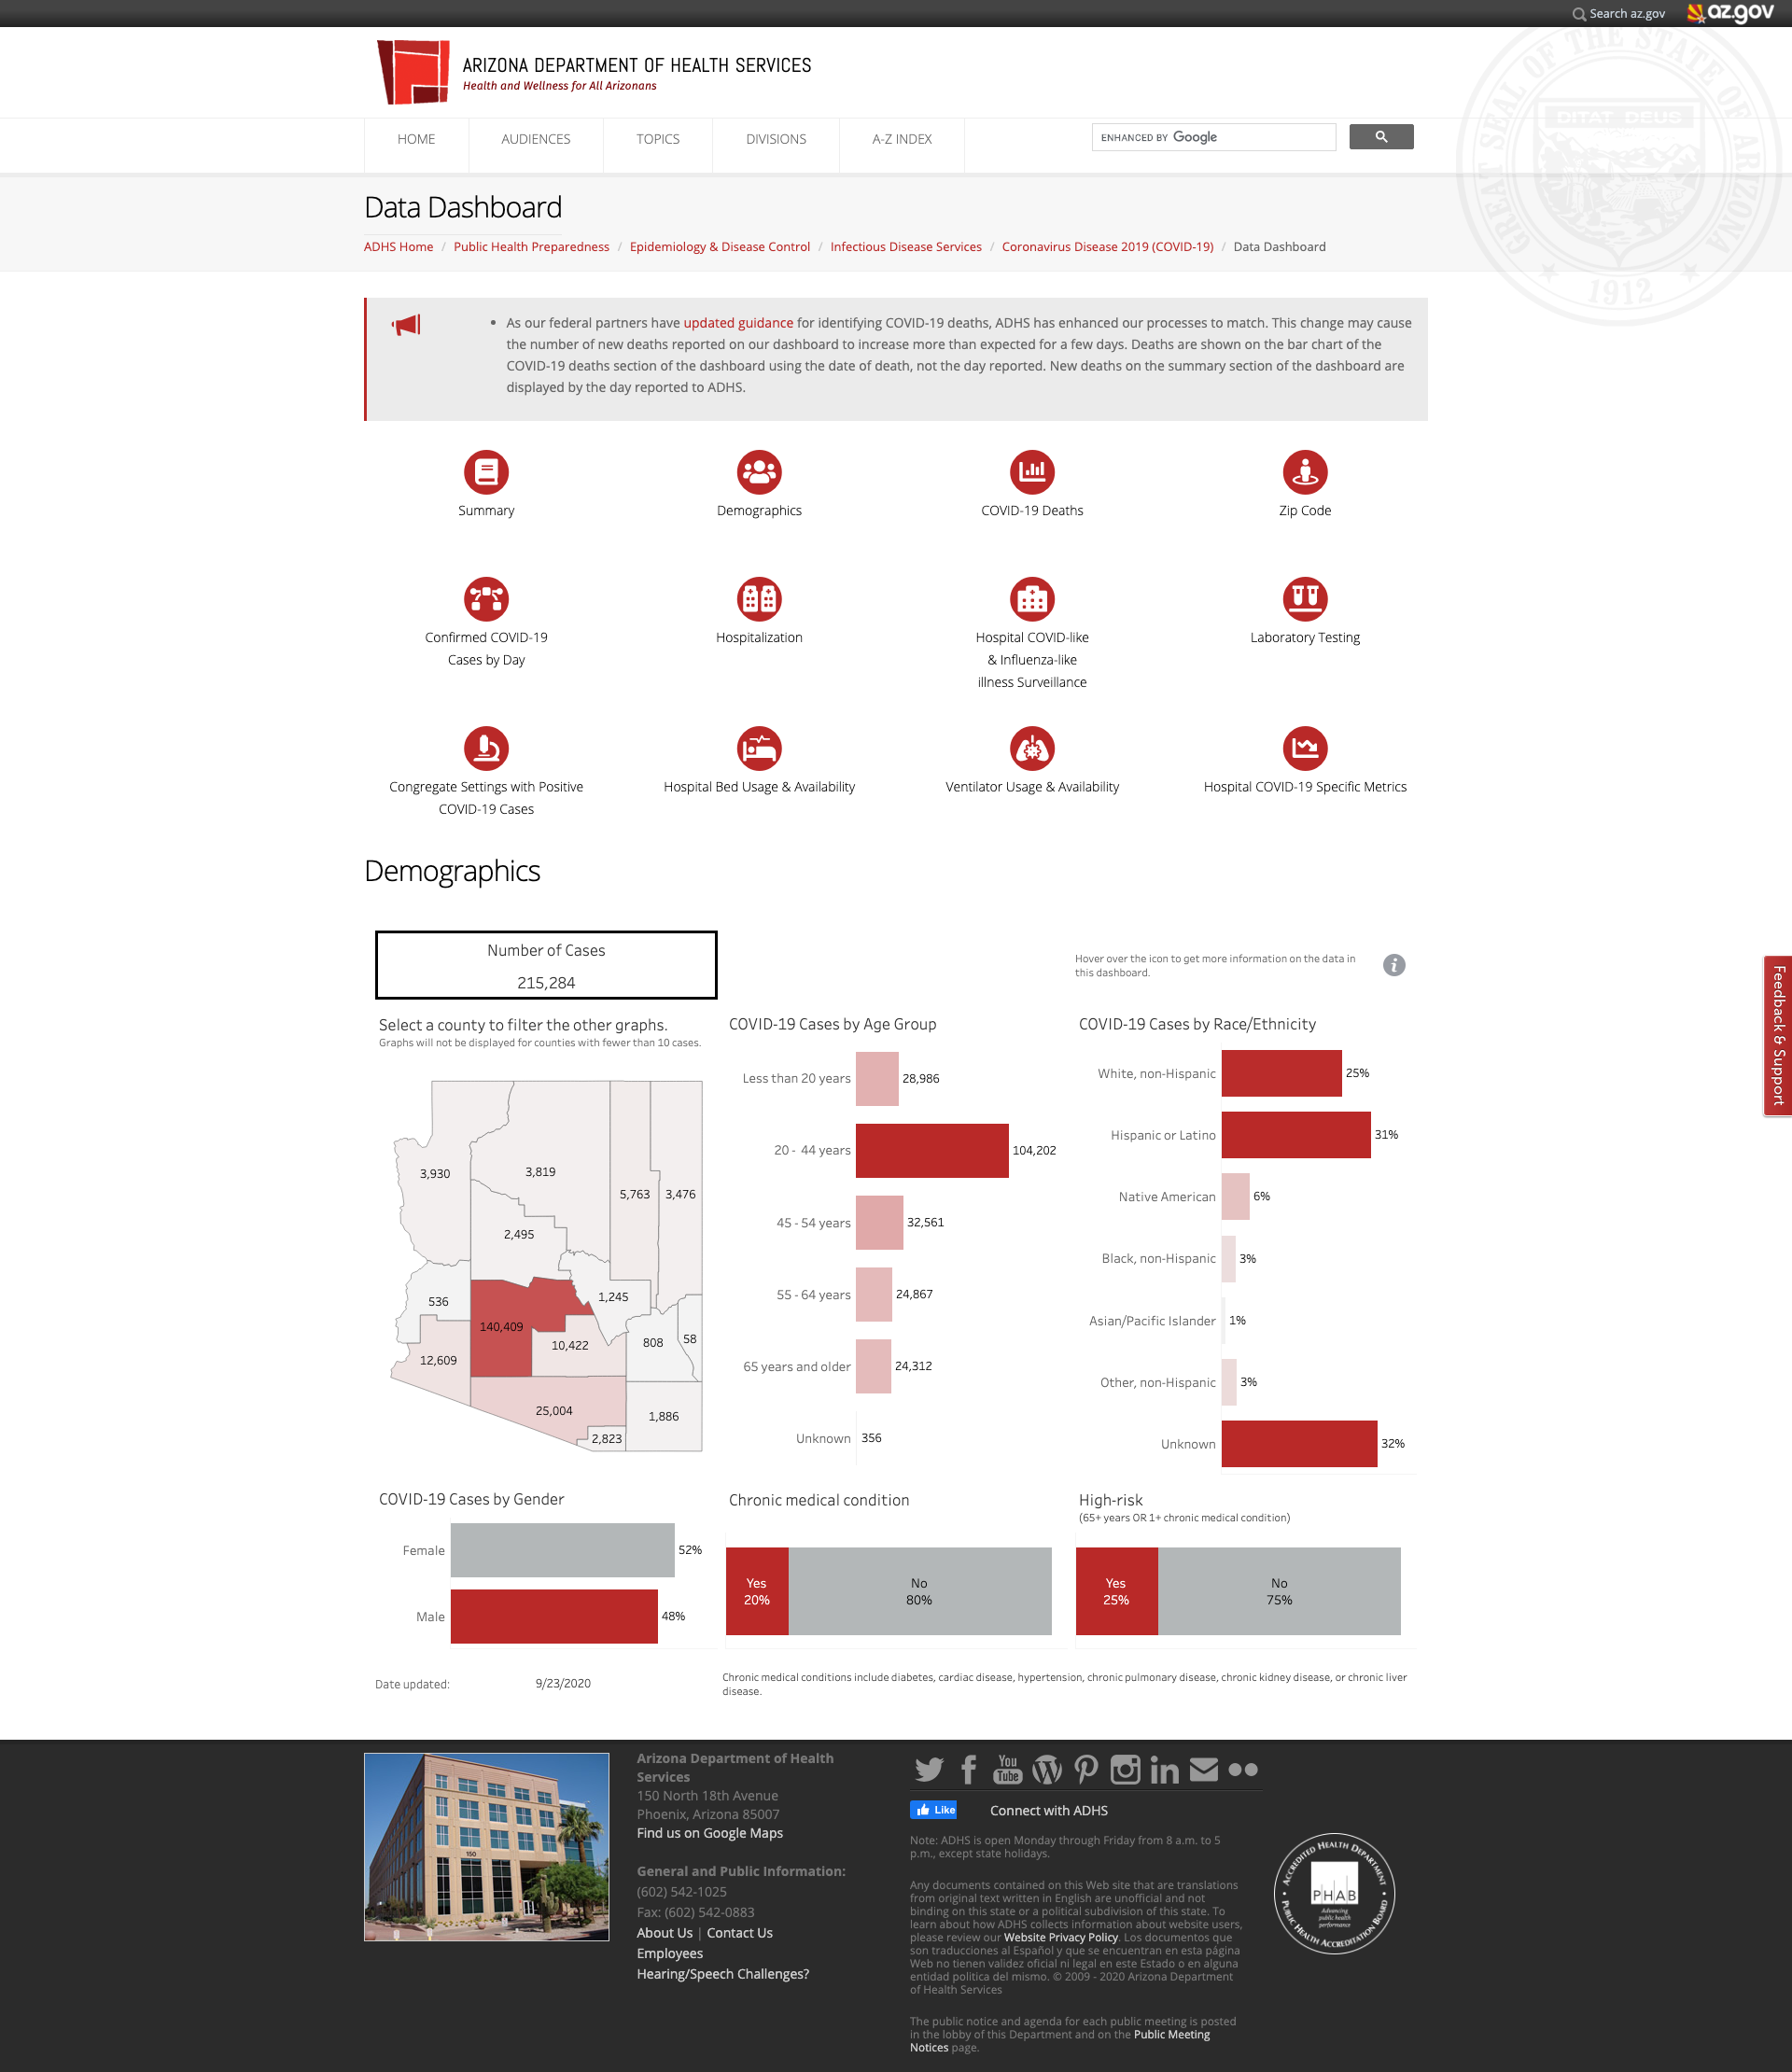 Search az.gov
az.gov
GREAT SEAL OF THE STATE OF ARIZONA
DITAT DEUS
1912
ARIZONA DEPARTMENT OF HEALTH SERVICES
Health and Wellness for All Arizonans
HOME
AUDIENCES
TOPICS
DIVISIONS
A-Z INDEX
ENHANCED BY Google
Data Dashboard
ADHS Home / Public Health Preparedness / Epidemiology & Disease Control / Infectious Disease Services / Coronavirus Disease 2019 (COVID-19) / Data Dashboard
• As our federal partners have updated guidance for identifying COVID-19 deaths, ADHS has enhanced our processes to match. This change may cause
the number of new deaths reported on our dashboard to increase more than expected for a few days. Deaths are shown on the bar chart of the
COVID-19 deaths section of the dashboard using the date of death, not the day reported. New deaths on the summary section of the dashboard are
displayed by the day reported to ADHS.
Summary
Demographics
COVID-19 Deaths
Zip Code
Confirmed COVID-19
Cases by Day
Hospitalization
Hospital COVID-like
& Influenza-like
illness Surveillance
Laboratory Testing
Congregate Settings with Positive
COVID-19 Cases
Hospital Bed Usage & Availability
Ventilator Usage & Availability
Hospital COVID-19 Specific Metrics
Demographics
Number of Cases
215,284
Hover over the icon to get more information on the data in
this dashboard.
Feedback & Support
Select a county to filter the other graphs.
Graphs will not be displayed for counties with fewer than 10 cases.
3,930
3,819
5,763
3,476
2,495
536
1,245
140,409
10,422
808
58
12,609
25,004
1,886
2,823
COVID-19 Cases by Age Group
Less than 20 years 28,986
20 - 44 years 104,202
45 - 54 years 32,561
55 - 64 years 24,867
65 years and older 24,312
Unknown 356
COVID-19 Cases by Race/Ethnicity
White, non-Hispanic 25%
Hispanic or Latino 31%
Native American 6%
Black, non-Hispanic 3%
Asian/Pacific Islander 1%
Other, non-Hispanic 3%
Unknown 32%
COVID-19 Cases by Gender
Female 52%
Male 48%
Chronic medical condition
Yes
20%
No
80%
High-risk
(65+ years OR 1+ chronic medical condition)
Yes
25%
No
75%
Date updated: 9/23/2020
Chronic medical conditions include diabetes, cardiac disease, hypertension, chronic pulmonary disease, chronic kidney disease, or chronic liver
disease.
150
Arizona Department of Health
Services
150 North 18th Avenue
Phoenix, Arizona 85007
Find us on Google Maps
General and Public Information:
(602) 542-1025
Fax: (602) 542-0883
About Us | Contact Us
Employees
Hearing/Speech Challenges?
You
Tube
Like
Connect with ADHS
Note: ADHS is open Monday through Friday from 8 a.m. to 5
p.m., except state holidays.
Any documents contained on this Web site that are translations
from original text written in English are unofficial and not
binding on this state or a political subdivision of this state. To
learn about how ADHS collects information about website users,
please review our Website Privacy Policy. Los documentos que
son traducciones al Español y que se encuentran en esta página
Web no tienen validez oficial ni legal en este Estado o en alguna
entidad politica del mismo. © 2009 - 2020 Arizona Department
of Health Services
The public notice and agenda for each public meeting is posted
in the lobby of this Department and on the Public Meeting
Notices page.
ACCREDITED HEALTH DEPARTMENT
PHAB
Advancing
public health
performance
PUBLIC HEALTH ACCREDITATION BOARD